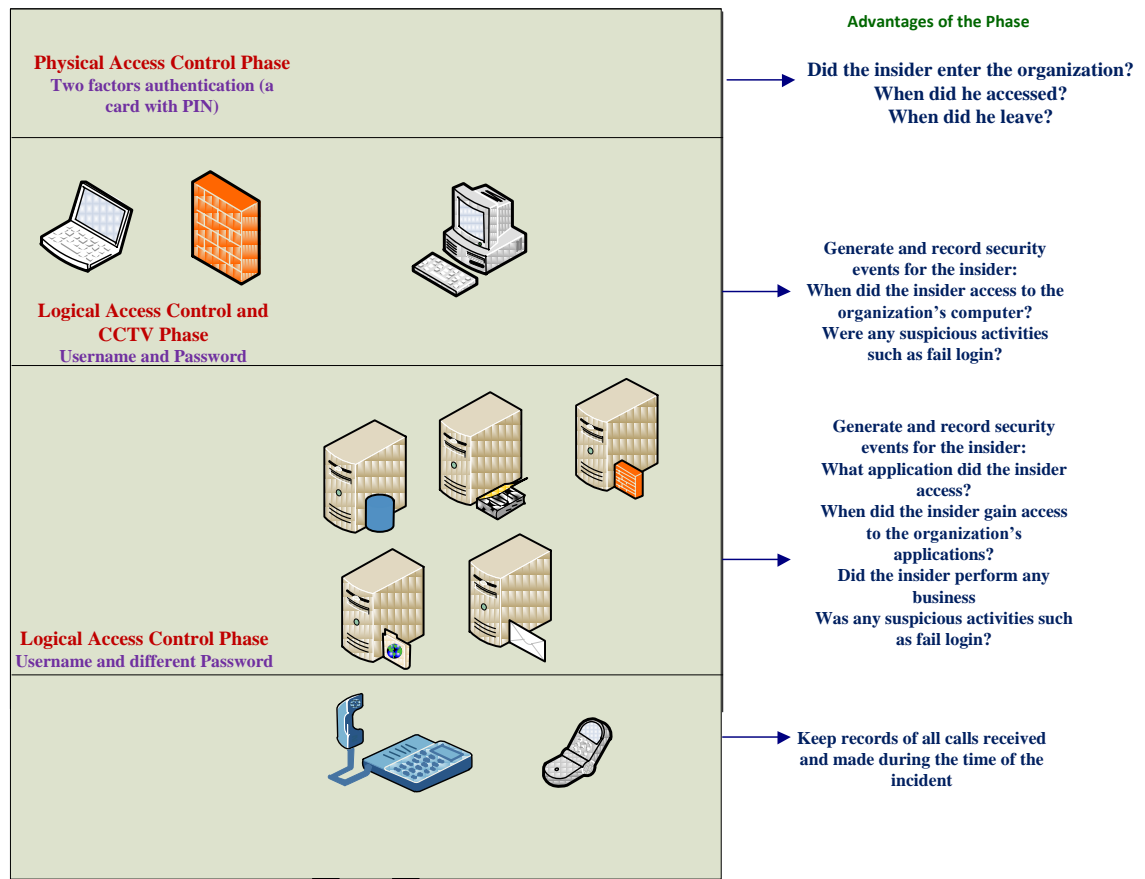 Advantages of the Phase
Physical Access Control Phase
Two factors authentication (a
card with PIN)
Did the insider enter the organization?
When did he accessed?
When did he leave?
Logical Access Control and
CCTV Phase
Username and Password
Generate and record security
events for the insider:
When did the insider access to the
organization's computer?
Were any suspicious activities
such as fail login?
Logical Access Control Phase
Username and different Password
Generate and record security
events for the insider:
What application did the insider
access?
When did the insider gain access
to the organization's
applications?
Did the insider perform any
business
Was any suspicious activities such
as fail login?
Keep records of all calls received
and made during the time of the
incident